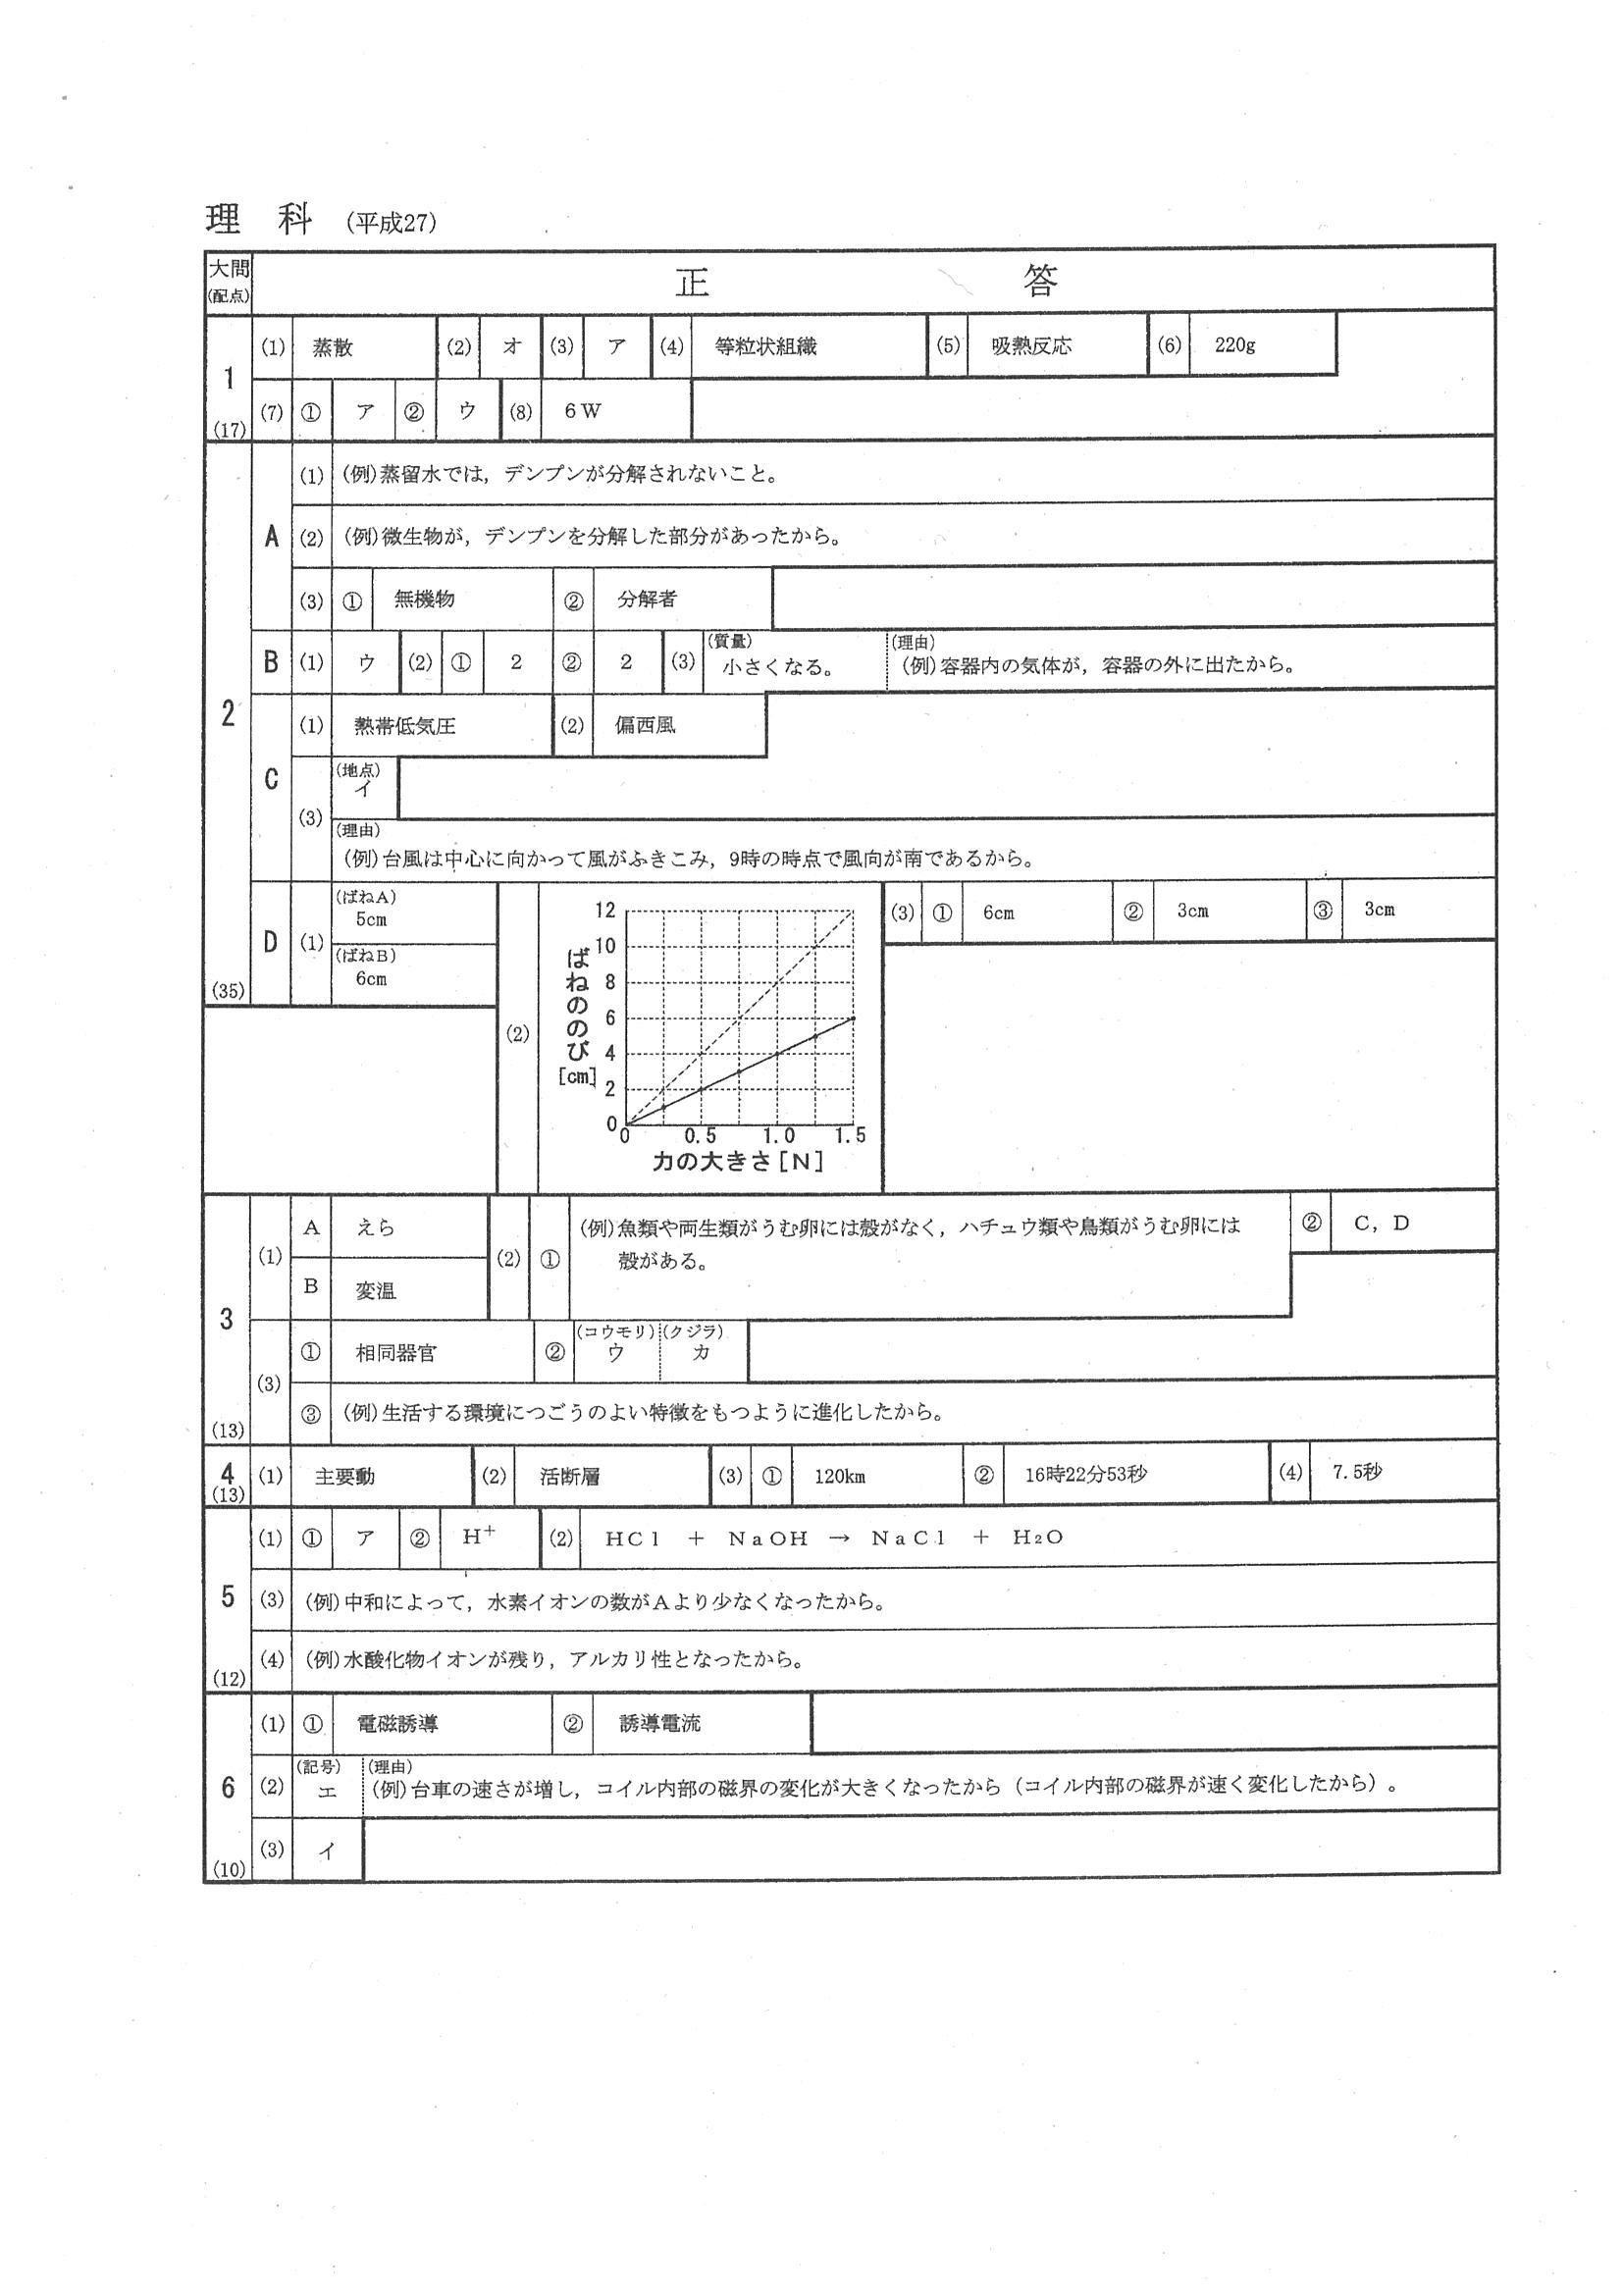 理 科 (平成27)
大問
(配点)
正 答
1
(17)
(1) 蒸散 (2) オ (3) ア (4) 等粒状組織 (5) 吸熱反応 (6) 220g
(7) ① ア ② ウ (8) 6W
2
(35)
A
(1) (例)蒸留水では，デンプンが分解されないこと。
(2) (例)微生物が，デンプンを分解した部分があったから。
(3) ① 無機物 ② 分解者
B (1) ウ (2) ① 2 ② 2 (3) (質量) 小さくなる。 (理由) (例)容器内の気体が，容器の外に出たから。
C
(1) 熱帯低気圧 (2) 偏西風
(3) (地点)
イ
(理由)
(例)台風は中心に向かって風がふきこみ，9時の時点で風向が南であるから。
D (1)
(ばねA)
5cm
(ばねB)
6cm
(2)
ばねののび
[cm]
12
10
8
6
4
2
0
0 0.5 1.0 1.5
力の大きさ[N]
(3) ① 6cm ② 3cm ③ 3cm
3
(13)
(1) A えら
B 変温
(2) ① (例)魚類や両生類がうむ卵には殻がなく，ハチュウ類や鳥類がうむ卵には
殻がある。
② C，D
(3) ① 相同器官 ② (コウモリ) ウ (クジラ) カ
③ (例)生活する環境につごうのよい特徴をもつように進化したから。
4
(13)
(1) 主要動 (2) 活断層 (3) ① 120km ② 16時22分53秒 (4) 7.5秒
5
(12)
(1) ① ア ② H⁺ (2) HCl + NaOH → NaCl + H₂O
(3) (例)中和によって，水素イオンの数がAより少なくなったから。
(4) (例)水酸化物イオンが残り，アルカリ性となったから。
6
(10)
(1) ① 電磁誘導 ② 誘導電流
(2) (記号) エ (理由) (例)台車の速さが増し，コイル内部の磁界の変化が大きくなったから（コイル内部の磁界が速く変化したから）。
(3) イ